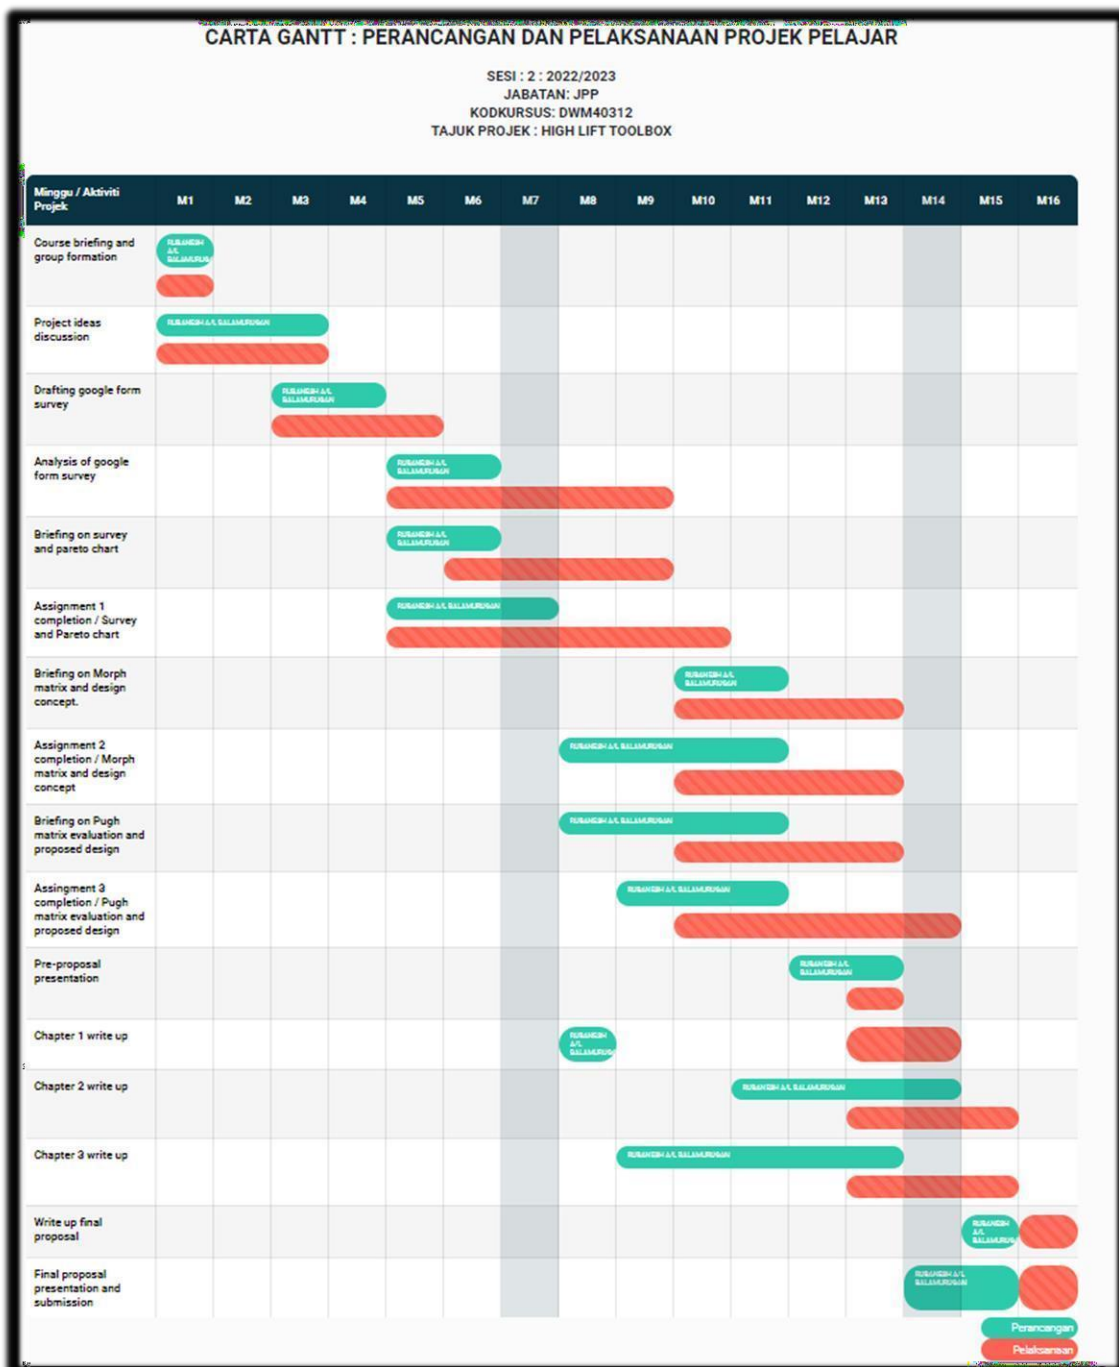 CARTA GANTT : PERANCANGAN DAN PELAKSANAAN PROJEK PELAJAR
SESI : 2 : 2022/2023
JABATAN: JPP
KODKURSUS: DWM40312
TAJUK PROJEK : HIGH LIFT TOOLBOX
Minggu / Aktiviti
Projek
M1 M2 M3 M4 M5 M6 M7 M8 M9 M10 M11 M12 M13 M14 M15 M16
Course briefing and
group formation
Project ideas
discussion
Drafting google form
survey
Analysis of google
form survey
Briefing on survey
and pareto chart
Assignment 1
completion / Survey
and Pareto chart
Briefing on Morph
matrix and design
concept.
Assignment 2
completion / Morph
matrix and design
concept
Briefing on Pugh
matrix evaluation and
proposed design
Assingment 3
completion / Pugh
matrix evaluation and
proposed design
Pre-proposal
presentation
Chapter 1 write up
Chapter 2 write up
Chapter 3 write up
Write up final
proposal
Final proposal
presentation and
submission
Perancangan
Pelaksanaan